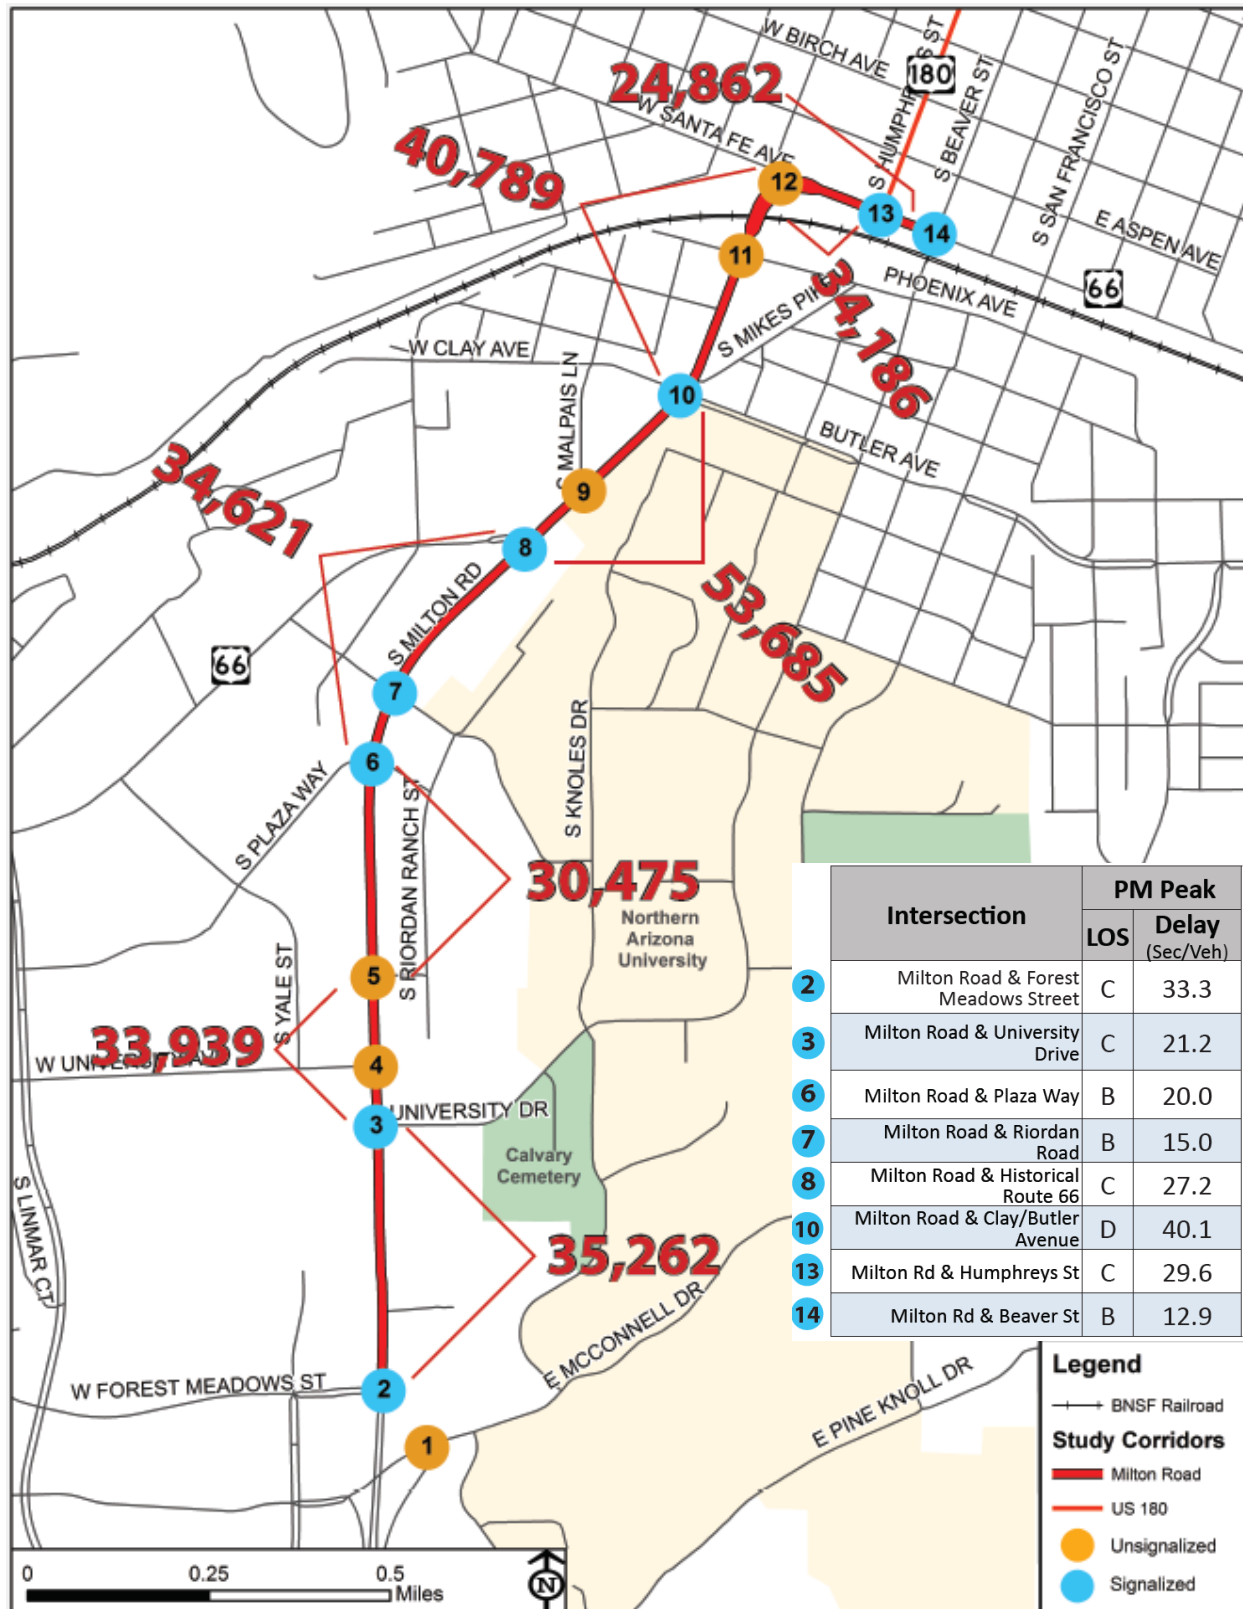 W BIRCH AVE
S HUMPHREYS ST
180
24,862
S BEAVER ST
S SAN FRANCISCO ST
W SANTA FE AVE
40,789
12
13
14
11
E ASPEN AVE
66
PHOENIX AVE
S MIKES PIKE
34,186
W CLAY AVE
S MALPAIS LN
10
BUTLER AVE
34,621
9
8
S MILTON RD
53,685
66
7
6
S KNOLES DR
S PLAZA WAY
S RIORDAN RANCH ST
30,475
Northern
Arizona
University
5
S YALE ST
33,939
W UNIVERSITY AVE
4
3
UNIVERSITY DR
Calvary
Cemetery
S LINMAR CT
35,262
E MCCONNELL DR
W FOREST MEADOWS ST
2
1
E PINE KNOLL DR
Intersection
PM Peak
LOS
Delay
(Sec/Veh)
2 Milton Road & Forest
Meadows Street C 33.3
3 Milton Road & University
Drive C 21.2
6 Milton Road & Plaza Way B 20.0
7 Milton Road & Riordan
Road B 15.0
8 Milton Road & Historical
Route 66 C 27.2
10 Milton Road & Clay/Butler
Avenue D 40.1
13 Milton Rd & Humphreys St C 29.6
14 Milton Rd & Beaver St B 12.9
Legend
BNSF Railroad
Study Corridors
Milton Road
US 180
Unsignalized
Signalized
0 0.25 0.5
Miles
N